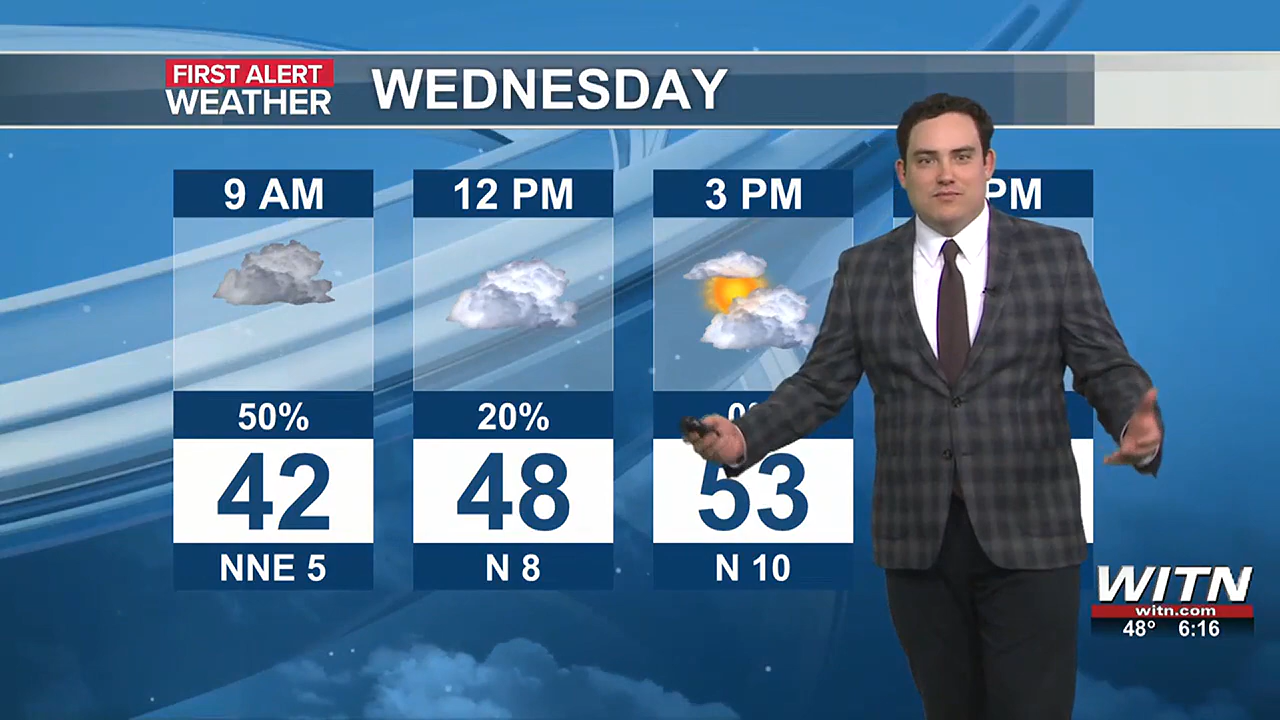 FIRST ALERT
WEATHER
WEDNESDAY
9 AM
12 PM
3 PM
PM
50%
20%
42
48
53
NNE 5
N 8
N 10
WITN
witn.com
48° 6:16